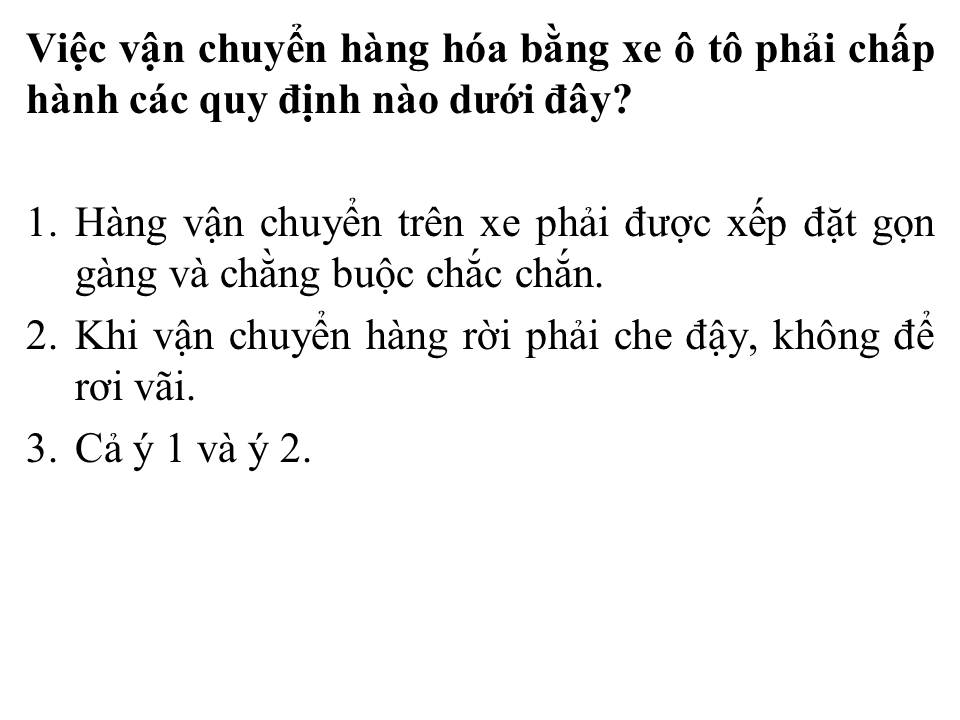 Việc vận chuyển hàng hóa bằng xe ô tô phải chấp
hành các quy định nào dưới đây?
1. Hàng vận chuyển trên xe phải được xếp đặt gọn
gàng và chằng buộc chắc chắn.
2. Khi vận chuyển hàng rời phải che đậy, không để
rơi vãi.
3. Cả ý 1 và ý 2.